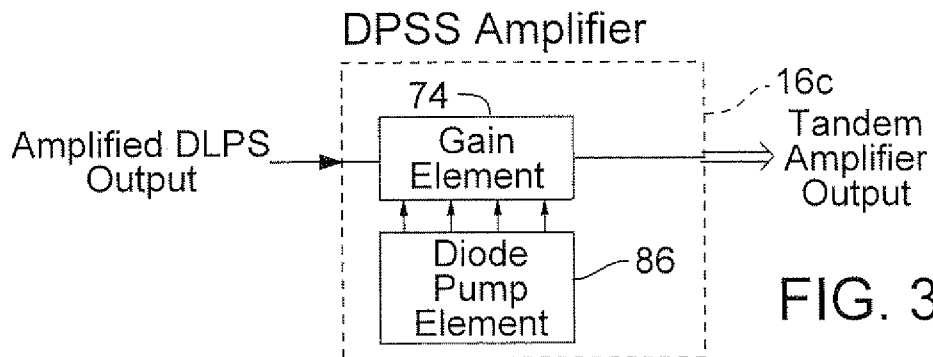 DPSS Amplifier
74
16c
Amplified DLPS
Output
Gain
Element
Tandem
Amplifier
Output
Diode
Pump
Element
86
FIG. 3